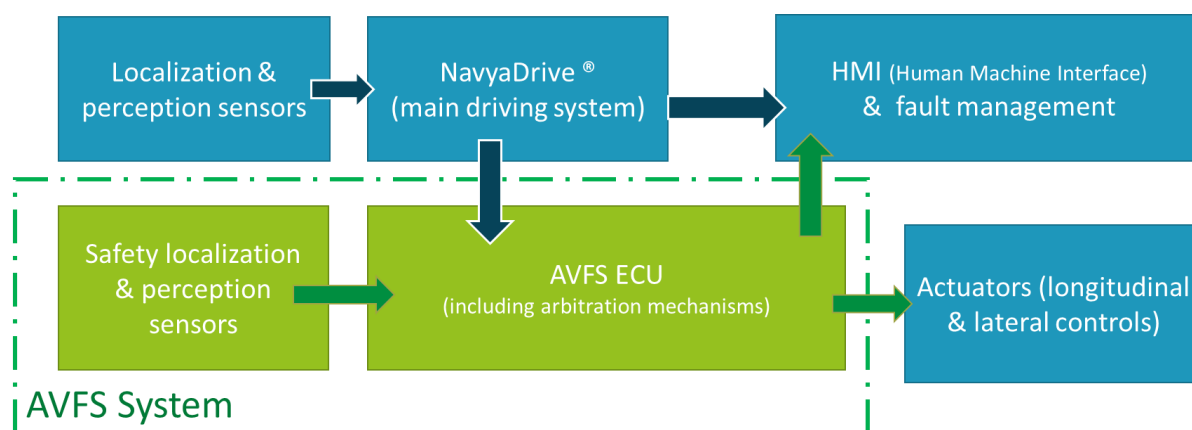 Localization &
perception sensors
NavyaDrive ®
(main driving system)
HMI (Human Machine Interface)
& fault management
Safety localization
& perception
sensors
AVFS ECU
(including arbitration mechanisms)
Actuators (longitudinal
& lateral controls)
AVFS System